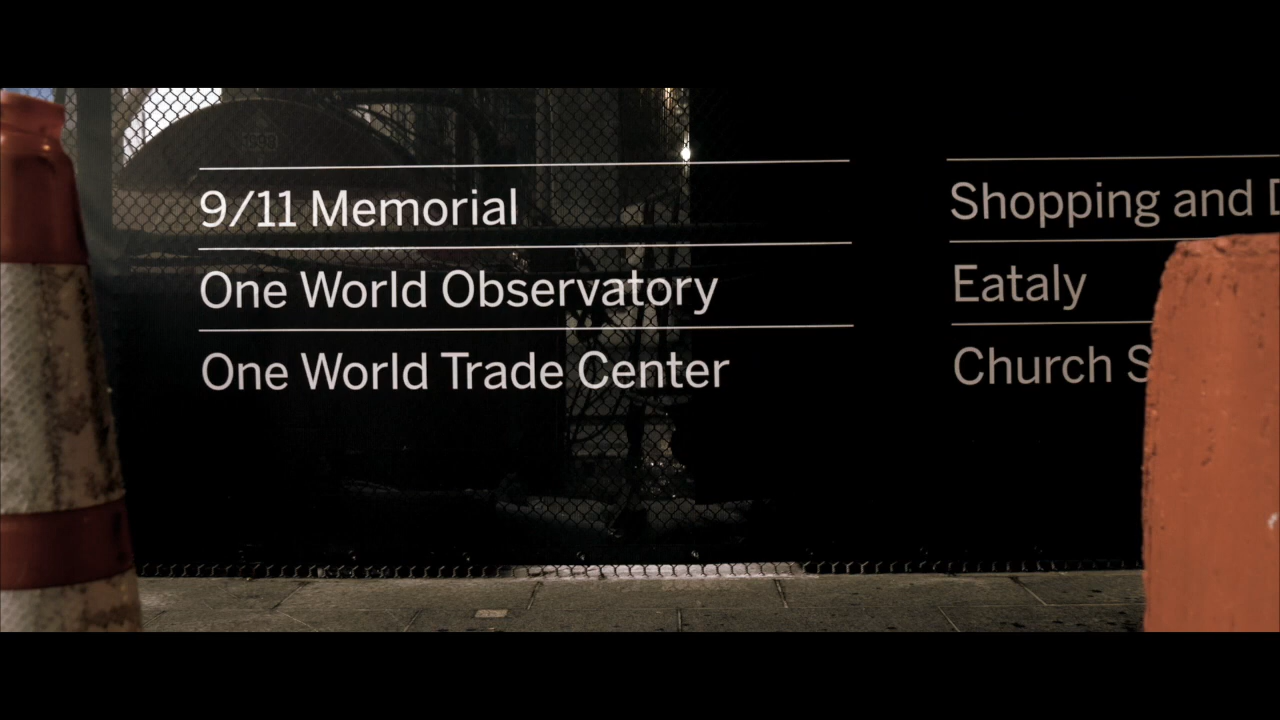 9/11 Memorial
One World Observatory
One World Trade Center
Shopping and
Eataly
Church